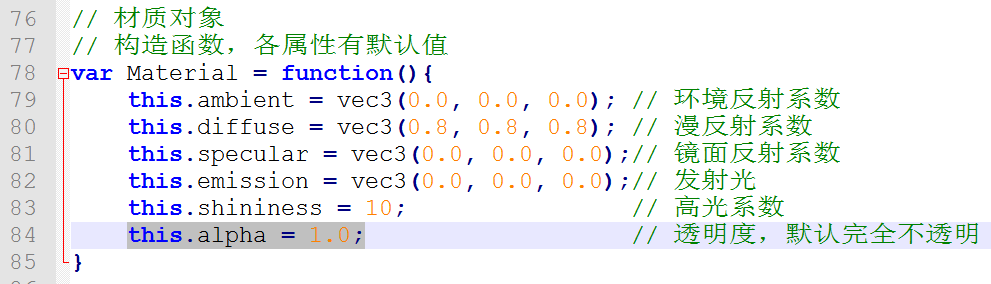 76 // 材质对象
77 // 构造函数，各属性有默认值
78 var Material = function(){
79     this.ambient = vec3(0.0, 0.0, 0.0); // 环境反射系数
80     this.diffuse = vec3(0.8, 0.8, 0.8); // 漫反射系数
81     this.specular = vec3(0.0, 0.0, 0.0);// 镜面反射系数
82     this.emission = vec3(0.0, 0.0, 0.0);// 发射光
83     this.shininess = 10;                // 高光系数
84     this.alpha = 1.0;                   // 透明度，默认完全不透明
85 }